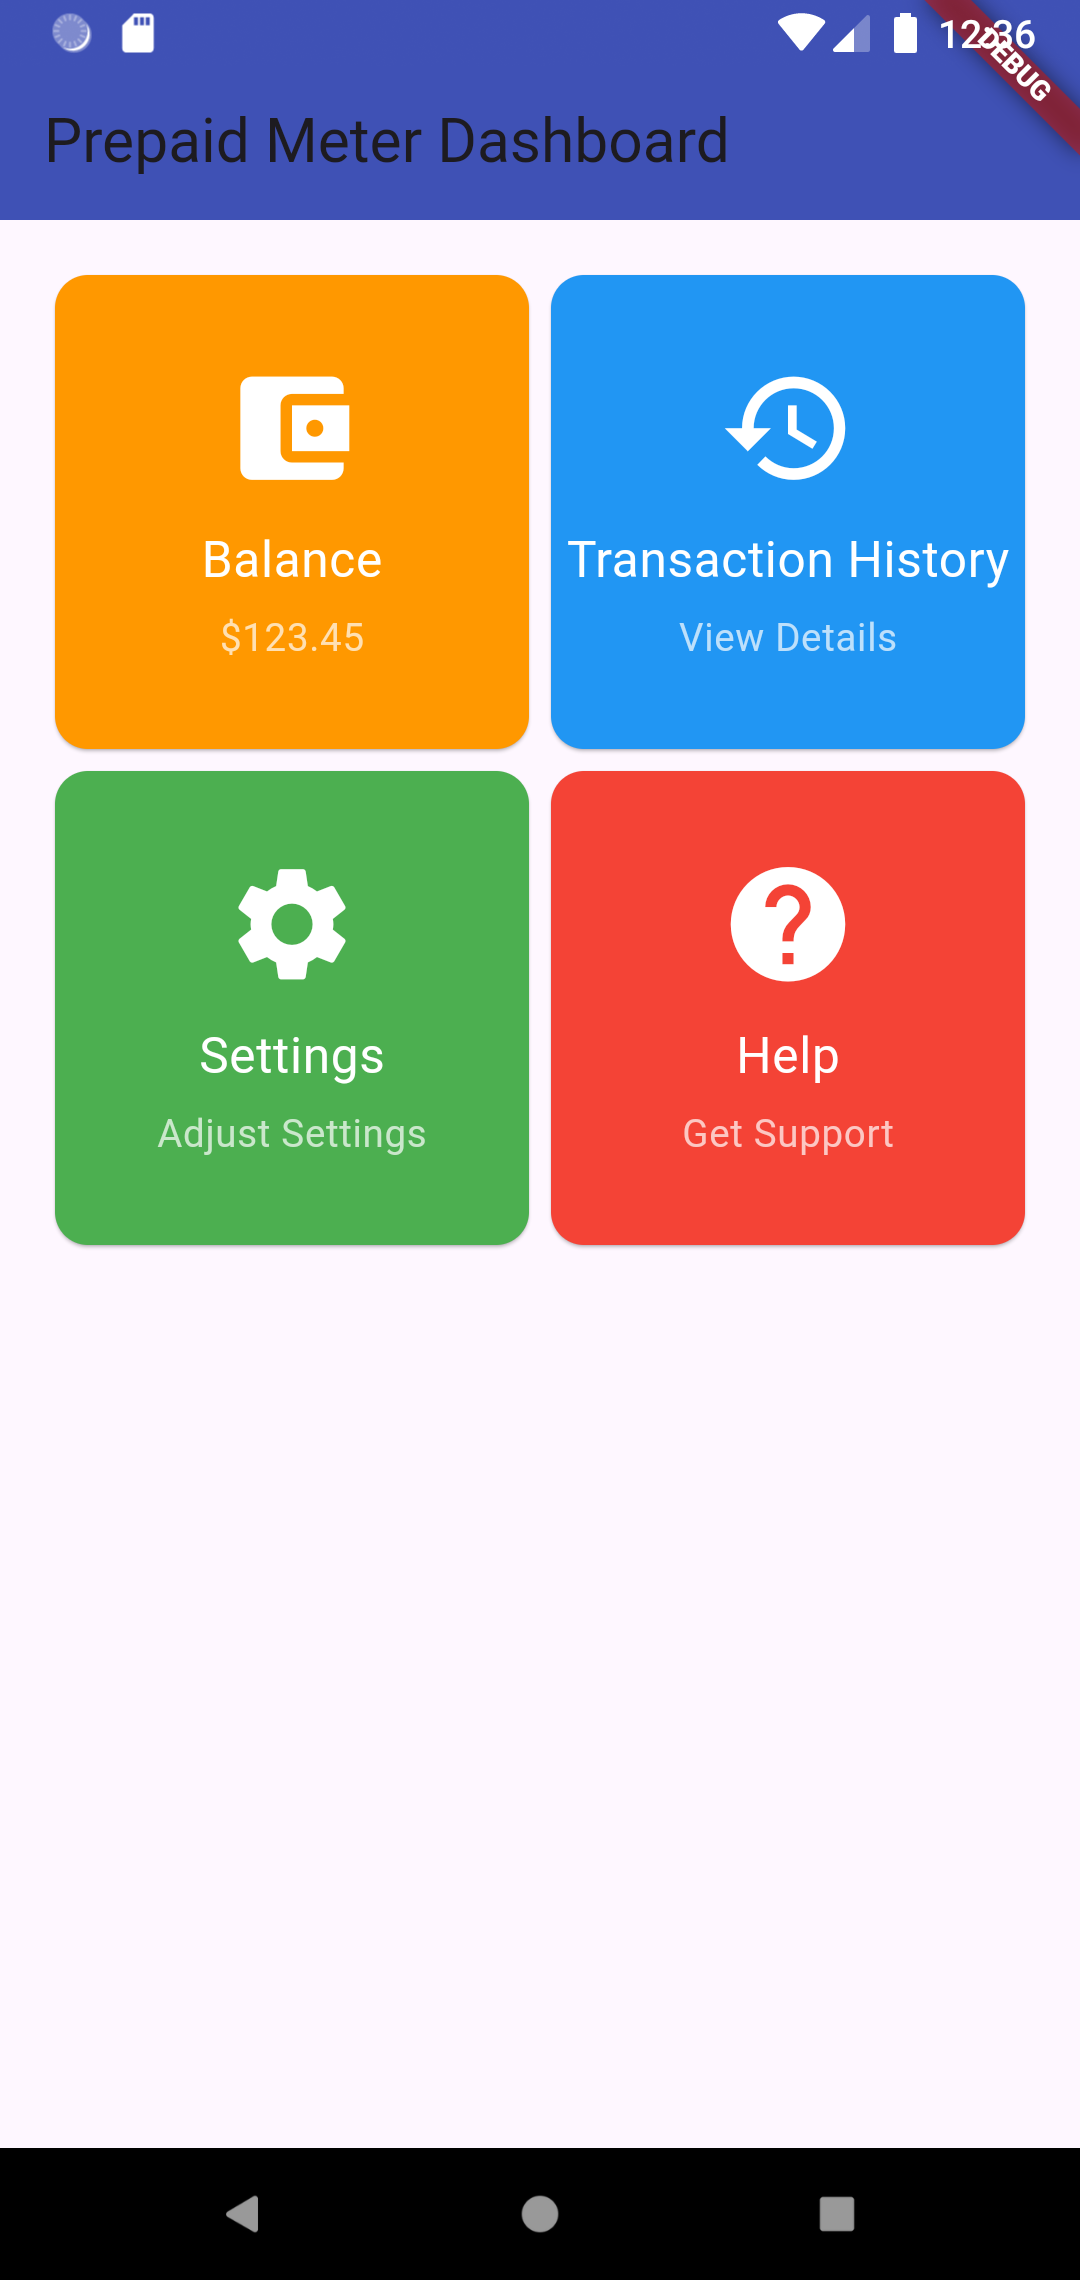 12:36
DEBUG
Prepaid Meter Dashboard
Balance
$123.45
Transaction History
View Details
Settings
Adjust Settings
Help
Get Support